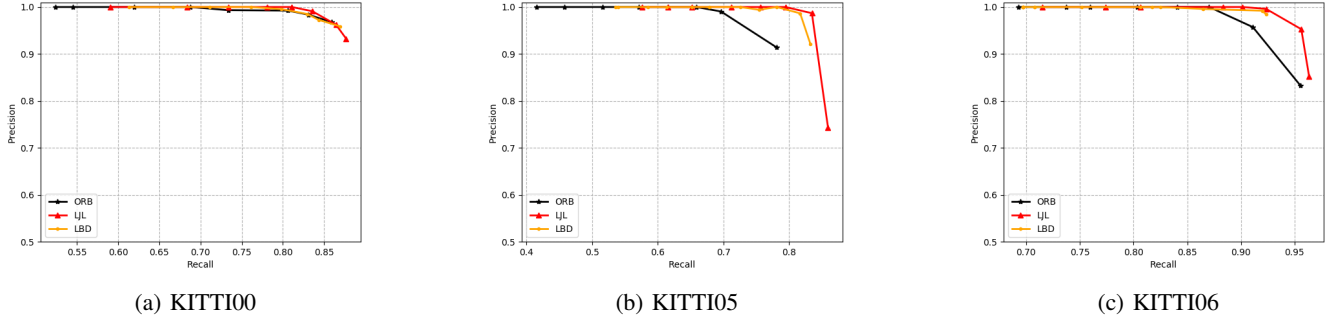 1.0
0.9
0.8
0.7
0.6
0.5
Precision
ORB
LJL
LBD
0.55 0.60 0.65 0.70 0.75 0.80 0.85
Recall
(a) KITTI00
1.0
0.9
0.8
0.7
0.6
0.5
Precision
ORB
LJL
LBD
0.4 0.5 0.6 0.7 0.8
Recall
(b) KITTI05
1.0
0.9
0.8
0.7
0.6
0.5
Precision
ORB
LJL
LBD
0.70 0.75 0.80 0.85 0.90 0.95
Recall
(c) KITTI06